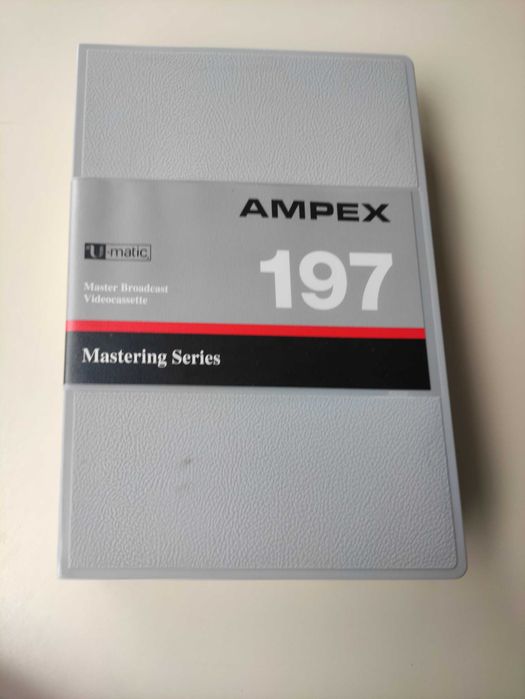 AMPEX
U-matic
197
Master Broadcast
Videocassette
Mastering Series